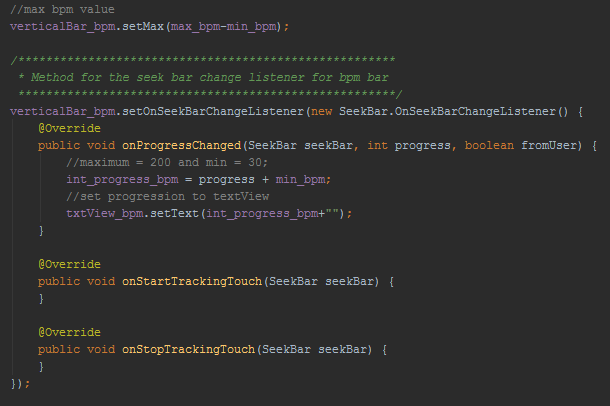 //max bpm value
verticalBar_bpm.setMax(max_bpm-min_bpm);
/******************************************************
* Method for the seek bar change listener for bpm bar
******************************************************/
verticalBar_bpm.setOnSeekBarChangeListener(new SeekBar.OnSeekBarChangeListener() {
@Override
public void onProgressChanged(SeekBar seekBar, int progress, boolean fromUser) {
//maximum = 200 and min = 30;
int_progress_bpm = progress + min_bpm;
//set progression to textView
txtView_bpm.setText(int_progress_bpm+"");
}
@Override
public void onStartTrackingTouch(SeekBar seekBar) {
}
@Override
public void onStopTrackingTouch(SeekBar seekBar) {
}
});